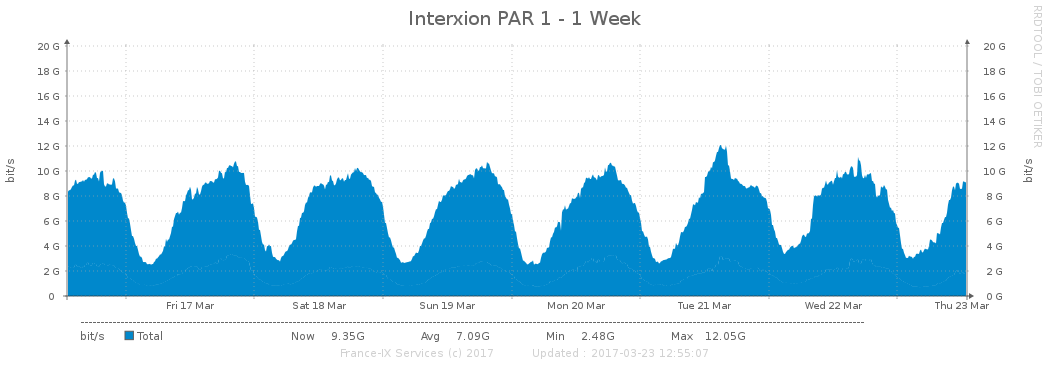 Interxion PAR 1 - 1 Week
RRDTOOL / TOBI OETIKER
bit/s
20 G 20 G
18 G 18 G
16 G 16 G
14 G 14 G
12 G 12 G
10 G 10 G
8 G 8 G
6 G 6 G
4 G 4 G
2 G 2 G
0 0 G
bit/s
Fri 17 Mar Sat 18 Mar Sun 19 Mar Mon 20 Mar Tue 21 Mar Wed 22 Mar Thu 23 Mar
bit/s Total Now 9.35G Avg 7.09G Min 2.48G Max 12.05G
France-IX Services (c) 2017 Updated : 2017-03-23 12:55:07